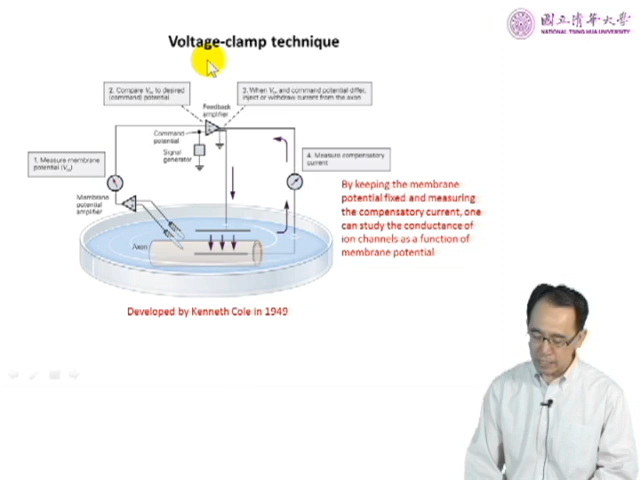 國立清華大學
NATIONAL TSING HUA UNIVERSITY
Voltage-clamp technique
2. Compare Vm to desired
(command) potential
3. When Vm and command potential differ,
inject or withdraw current from the axon
Feedback
amplifier
Command
potential
Signal
generator
1. Measure membrane
potential (Vm)
4. Measure compensatory
current
Membrane
potential
amplifier
Axon
By keeping the membrane
potential fixed and measuring
the compensatory current, one
can study the conductance of
ion channels as a function of
membrane potential
Developed by Kenneth Cole in 1949